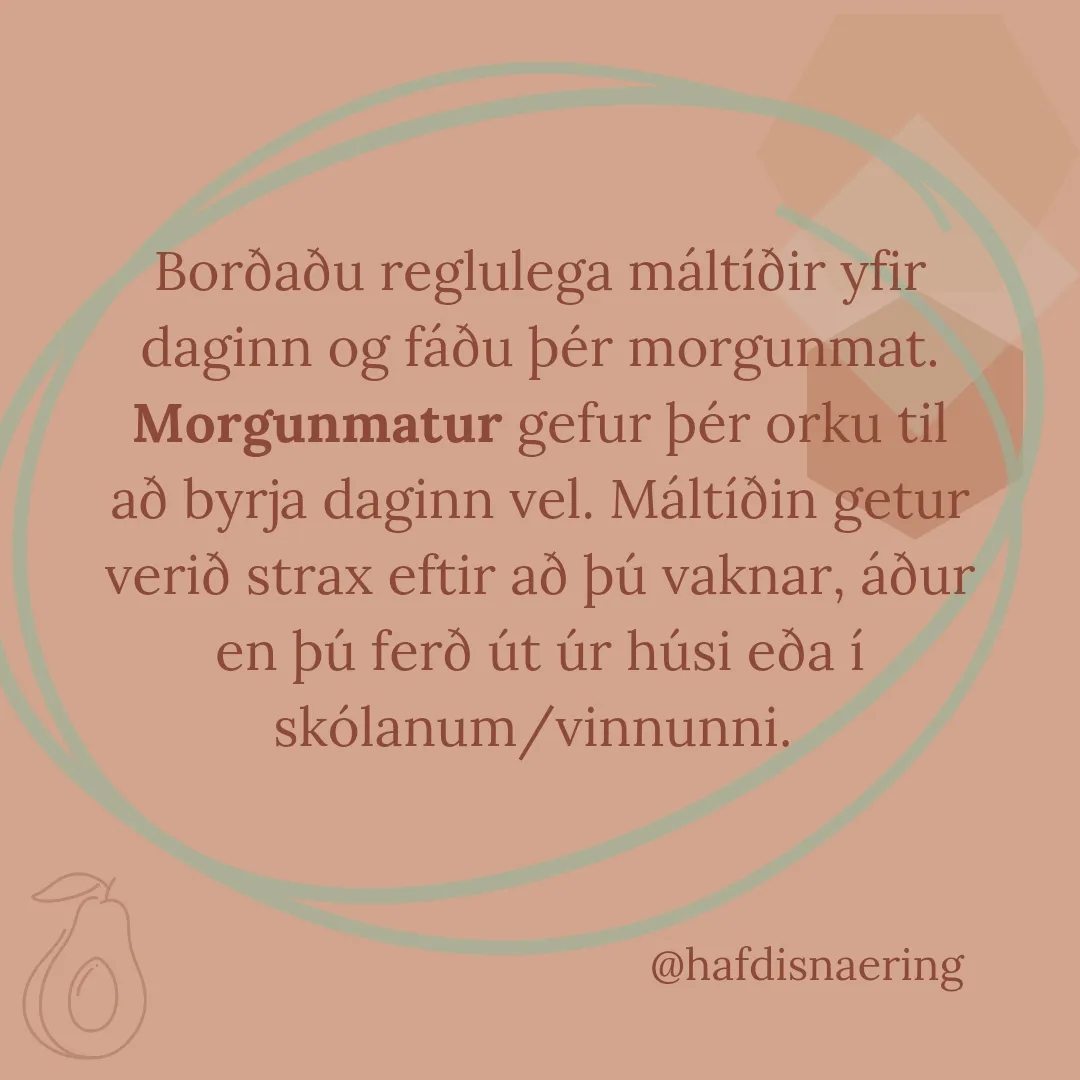 Borðaðu reglulega máltíðir yfir
daginn og fáðu þér morgunmat.
Morgunmatur gefur þér orku til
að byrja daginn vel. Máltíðin getur
verið strax eftir að þú vaknar, áður
en þú ferð út úr húsi eða í
skólanum/vinnunni.
@hafdisnaering